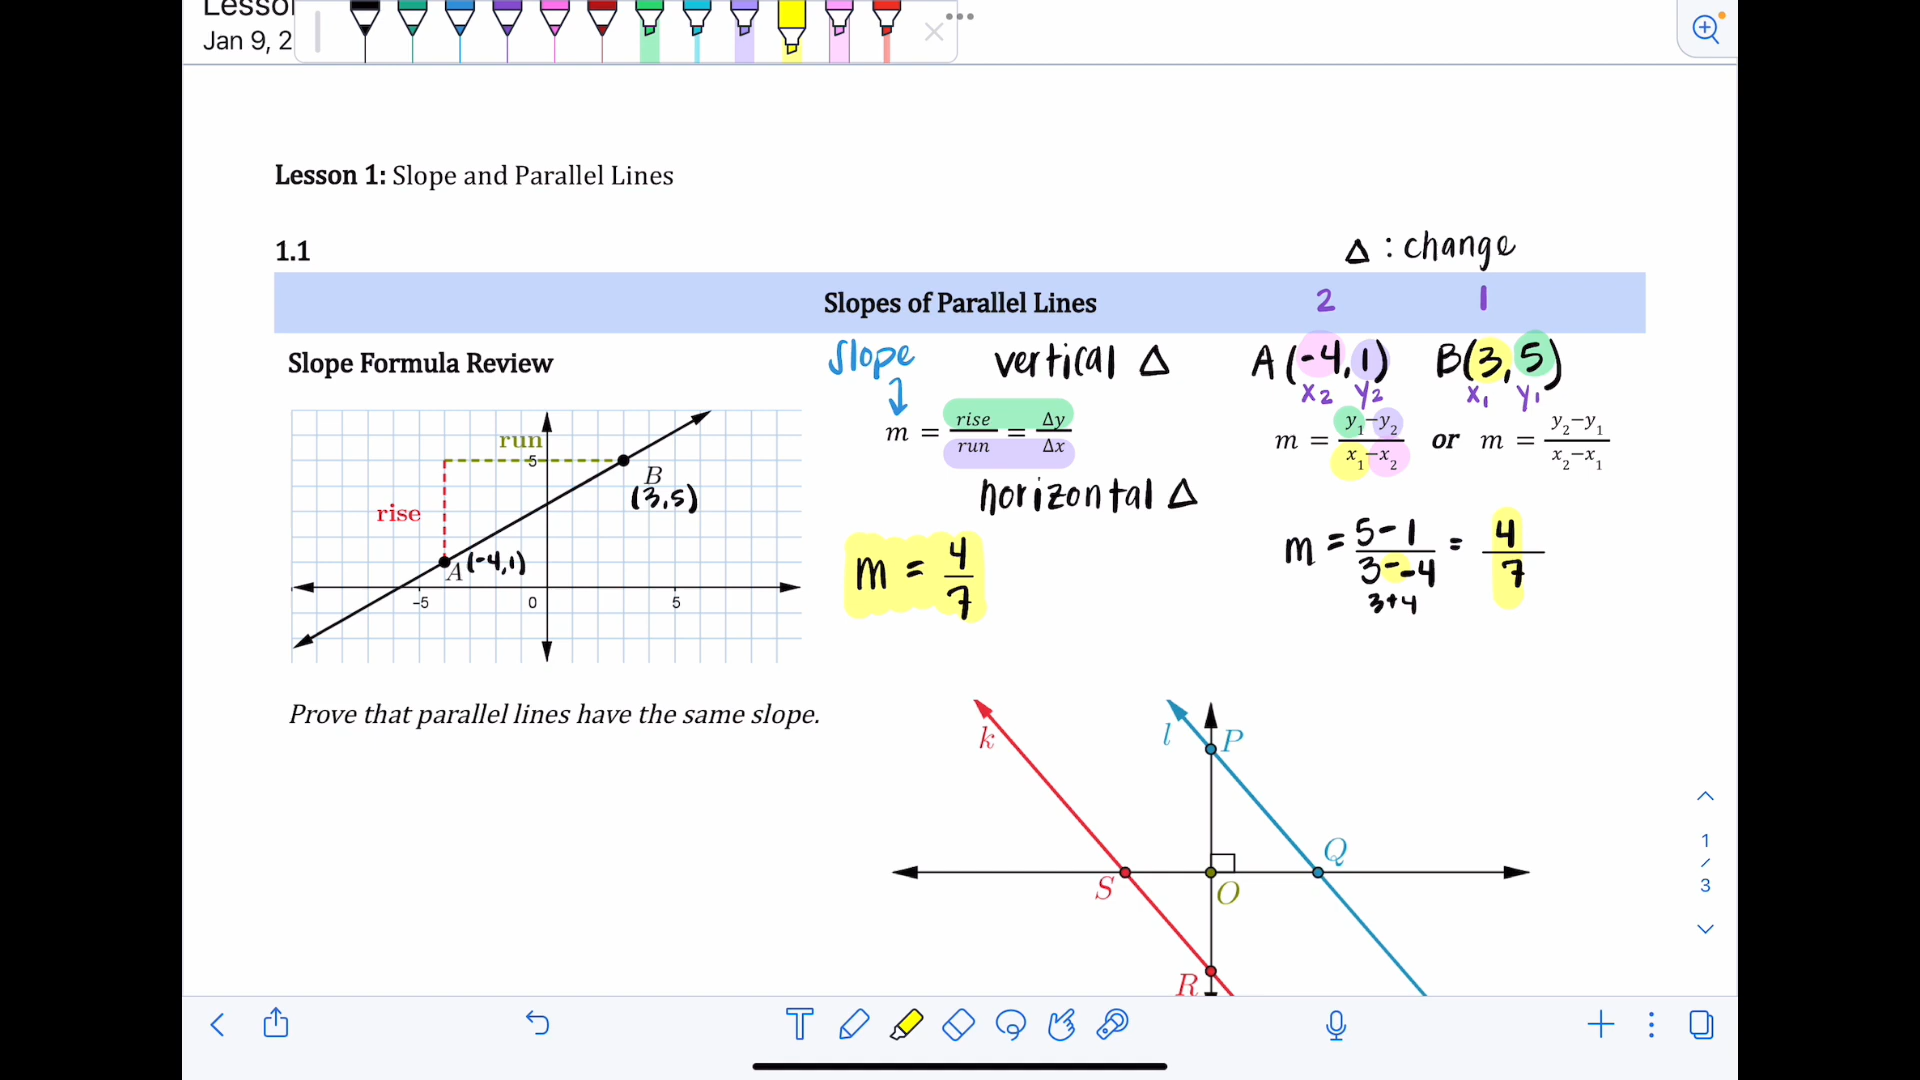 Lesso
Jan 9, 2
Lesson 1: Slope and Parallel Lines
1.1
Δ : change
Slopes of Parallel Lines
2 1
Slope Formula Review
slope
vertical Δ
A (-4,1) B(3,5)
x₂ y₂ x₁ y₁
m = rise/run = Δy/Δx
m = y₁−y₂/x₁−x₂ or m = y₂−y₁/x₂−x₁
horizontal Δ
run
5
B
(3,5)
rise
A (-4,1)
−5 0 5
m = 4/7
m = 5-1/3--4 = 4/7
3+4
Prove that parallel lines have the same slope.
k
l
P
Q
S
O
R
1
/
3